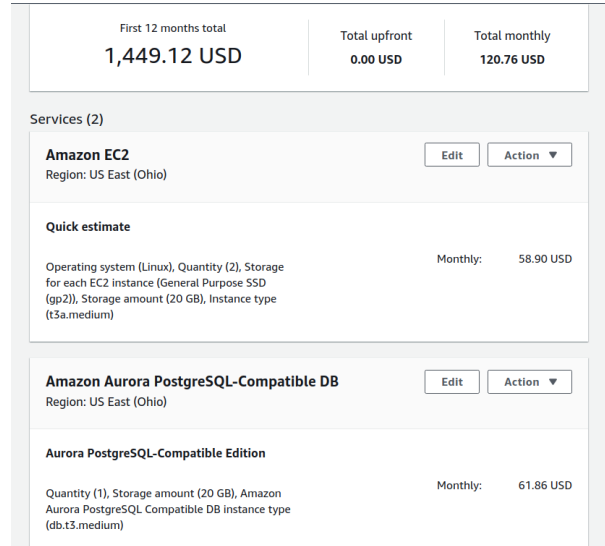 First 12 months total
1,449.12 USD
Total upfront
0.00 USD
Total monthly
120.76 USD
Services (2)
Amazon EC2
Region: US East (Ohio)
Edit
Action ▼
Quick estimate
Operating system (Linux), Quantity (2), Storage
for each EC2 instance (General Purpose SSD
(gp2)), Storage amount (20 GB), Instance type
(t3a.medium)
Monthly: 58.90 USD
Amazon Aurora PostgreSQL-Compatible DB
Region: US East (Ohio)
Edit
Action ▼
Aurora PostgreSQL-Compatible Edition
Quantity (1), Storage amount (20 GB), Amazon
Aurora PostgreSQL Compatible DB instance type
(db.t3.medium)
Monthly: 61.86 USD